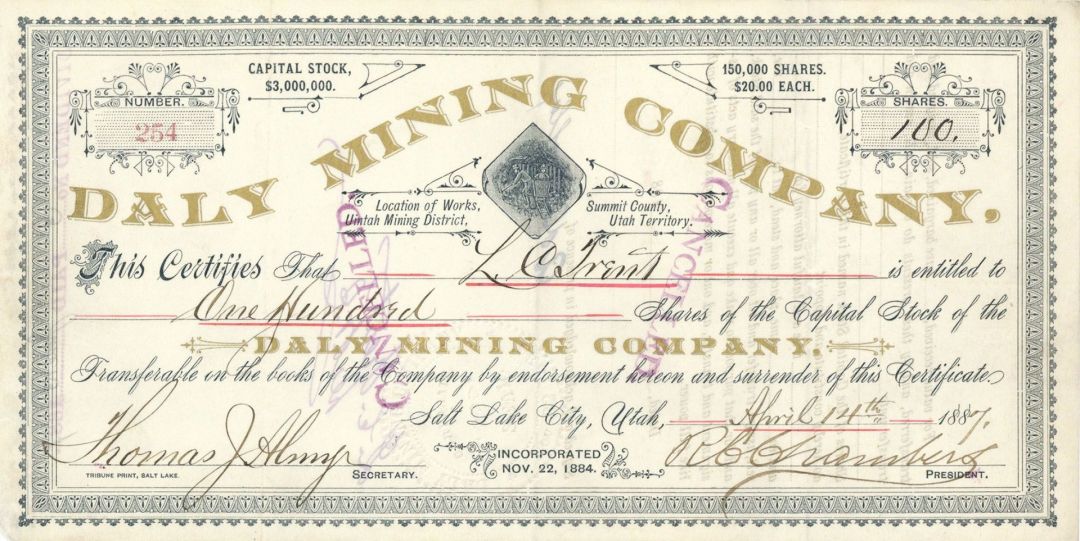 CAPITAL STOCK,
$3,000,000.
150,000 SHARES.
$20.00 EACH.
NUMBER.
254
SHARES.
100.
DALY MINING COMPANY.
Location of Works,
Uintah Mining District,
Summit County,
Utah Territory.
This Certifies That L C Trent is entitled to
One Hundred Shares of the Capital Stock of the
DALY MINING COMPANY.
Transferable on the books of the Company by endorsement hereon and surrender of this Certificate.
Salt Lake City, Utah, April 14th 1887.
Thomas J
R C Chambers
TRIBUNE PRINT, SALT LAKE.
SECRETARY.
INCORPORATED
NOV. 22, 1884.
PRESIDENT.
CANCELLED
CANCELLED